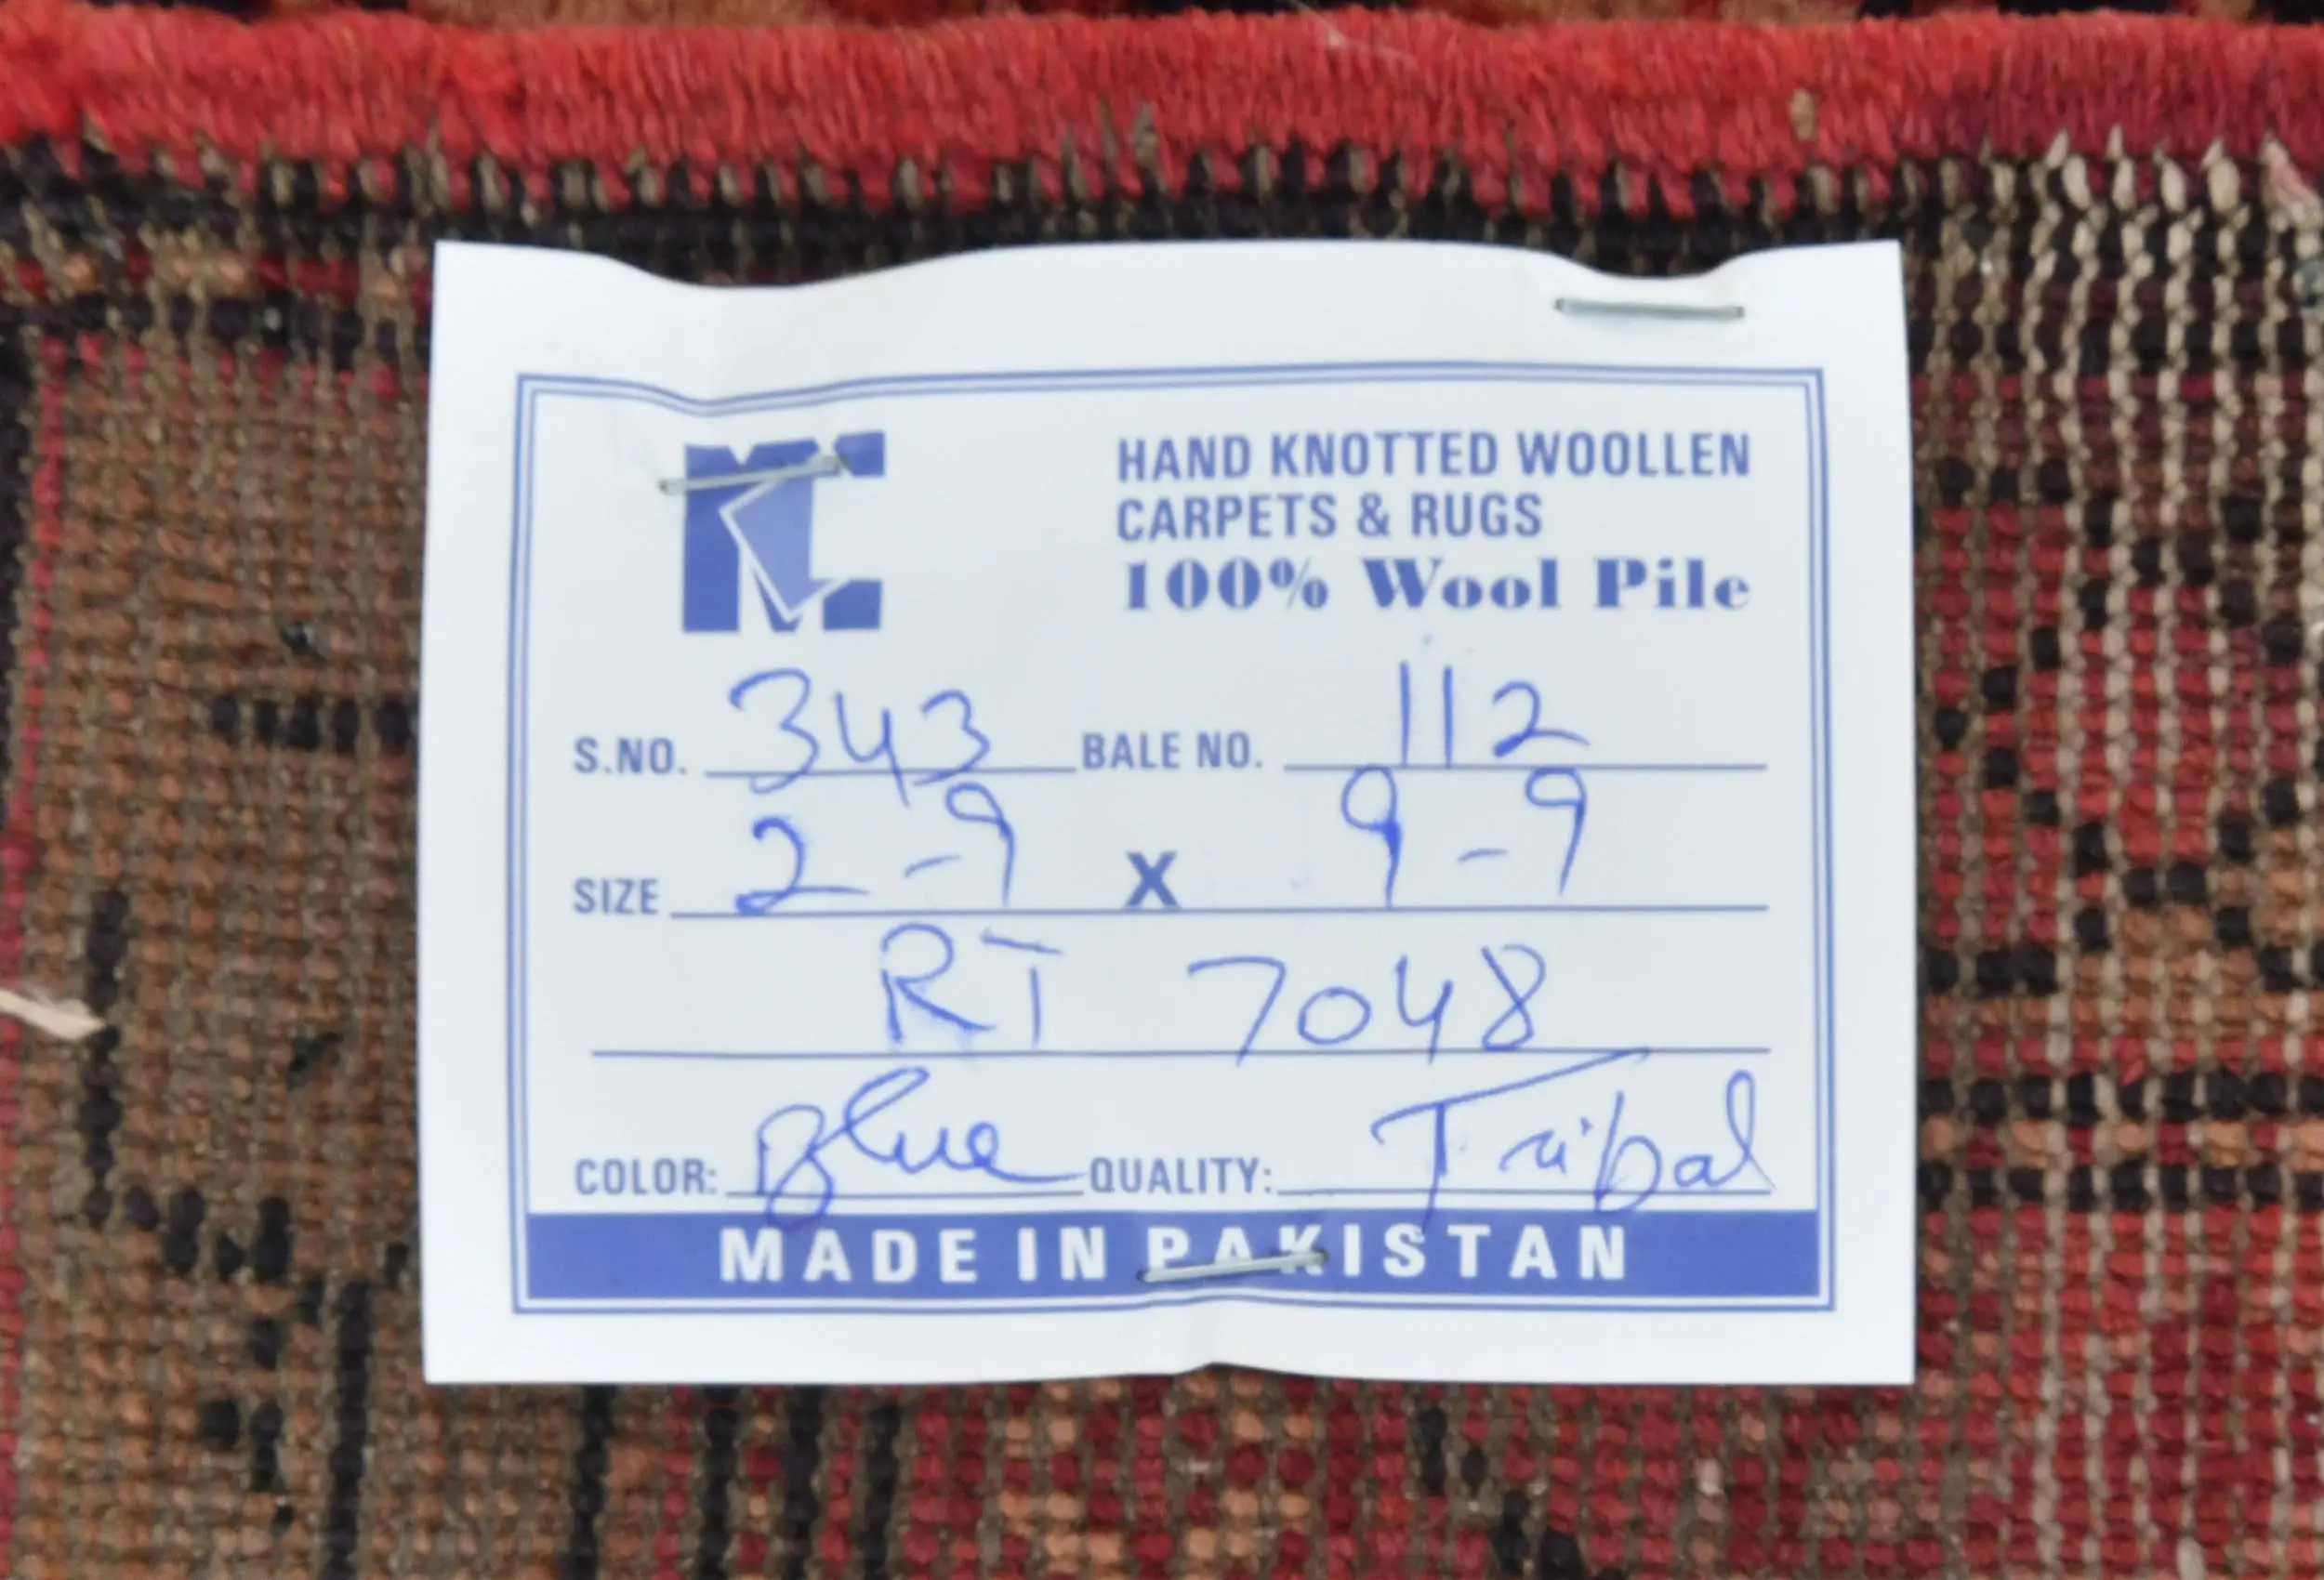 MC
HAND KNOTTED WOOLLEN
CARPETS & RUGS
100% Wool Pile
S.NO. 343 BALE NO. 112
SIZE 2-9 X 9-9
RT 7048
COLOR: Blue QUALITY: Tribal
MADE IN PAKISTAN